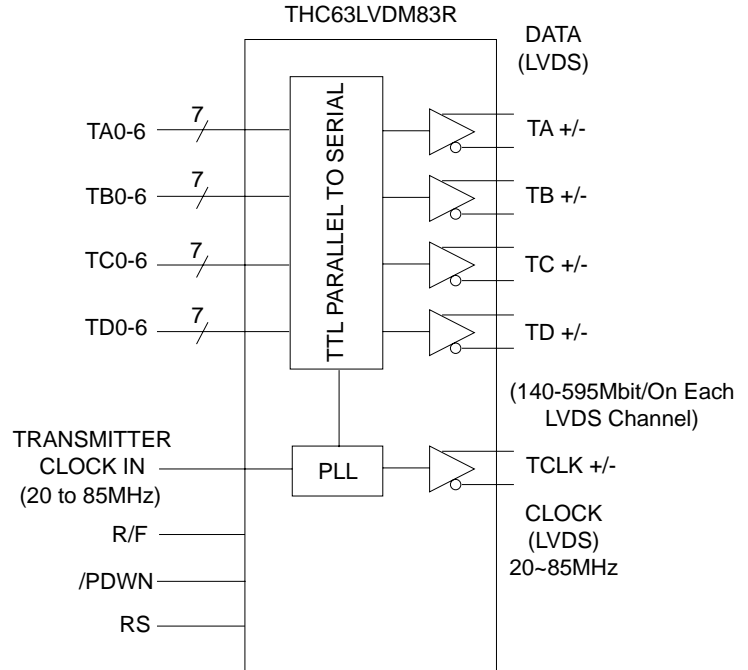 THC63LVDM83R
DATA
(LVDS)
TA0-6
7
TA +/-
TB0-6
7
TB +/-
TC0-6
7
TC +/-
TD0-6
7
TD +/-
TTL PARALLEL TO SERIAL
(140-595Mbit/On Each
LVDS Channel)
TRANSMITTER
CLOCK IN
(20 to 85MHz)
PLL
TCLK +/-
CLOCK
(LVDS)
20~85MHz
R/F
/PDWN
RS